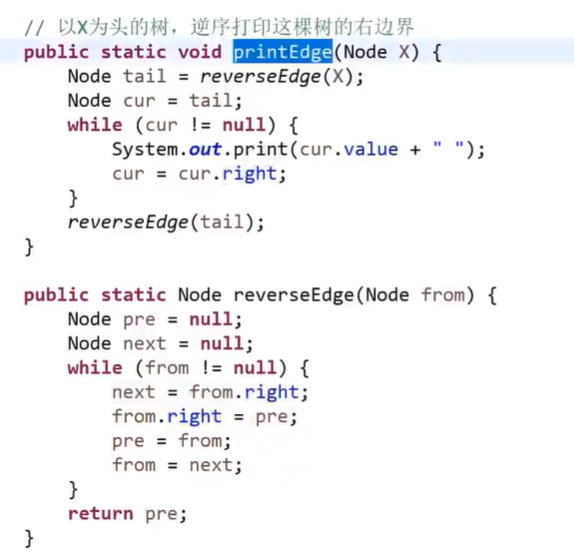 // 以X为头的树，逆序打印这棵树的右边界
public static void printEdge(Node X) {
    Node tail = reverseEdge(X);
    Node cur = tail;
    while (cur != null) {
        System.out.print(cur.value + " ");
        cur = cur.right;
    }
    reverseEdge(tail);
}

public static Node reverseEdge(Node from) {
    Node pre = null;
    Node next = null;
    while (from != null) {
        next = from.right;
        from.right = pre;
        pre = from;
        from = next;
    }
    return pre;
}